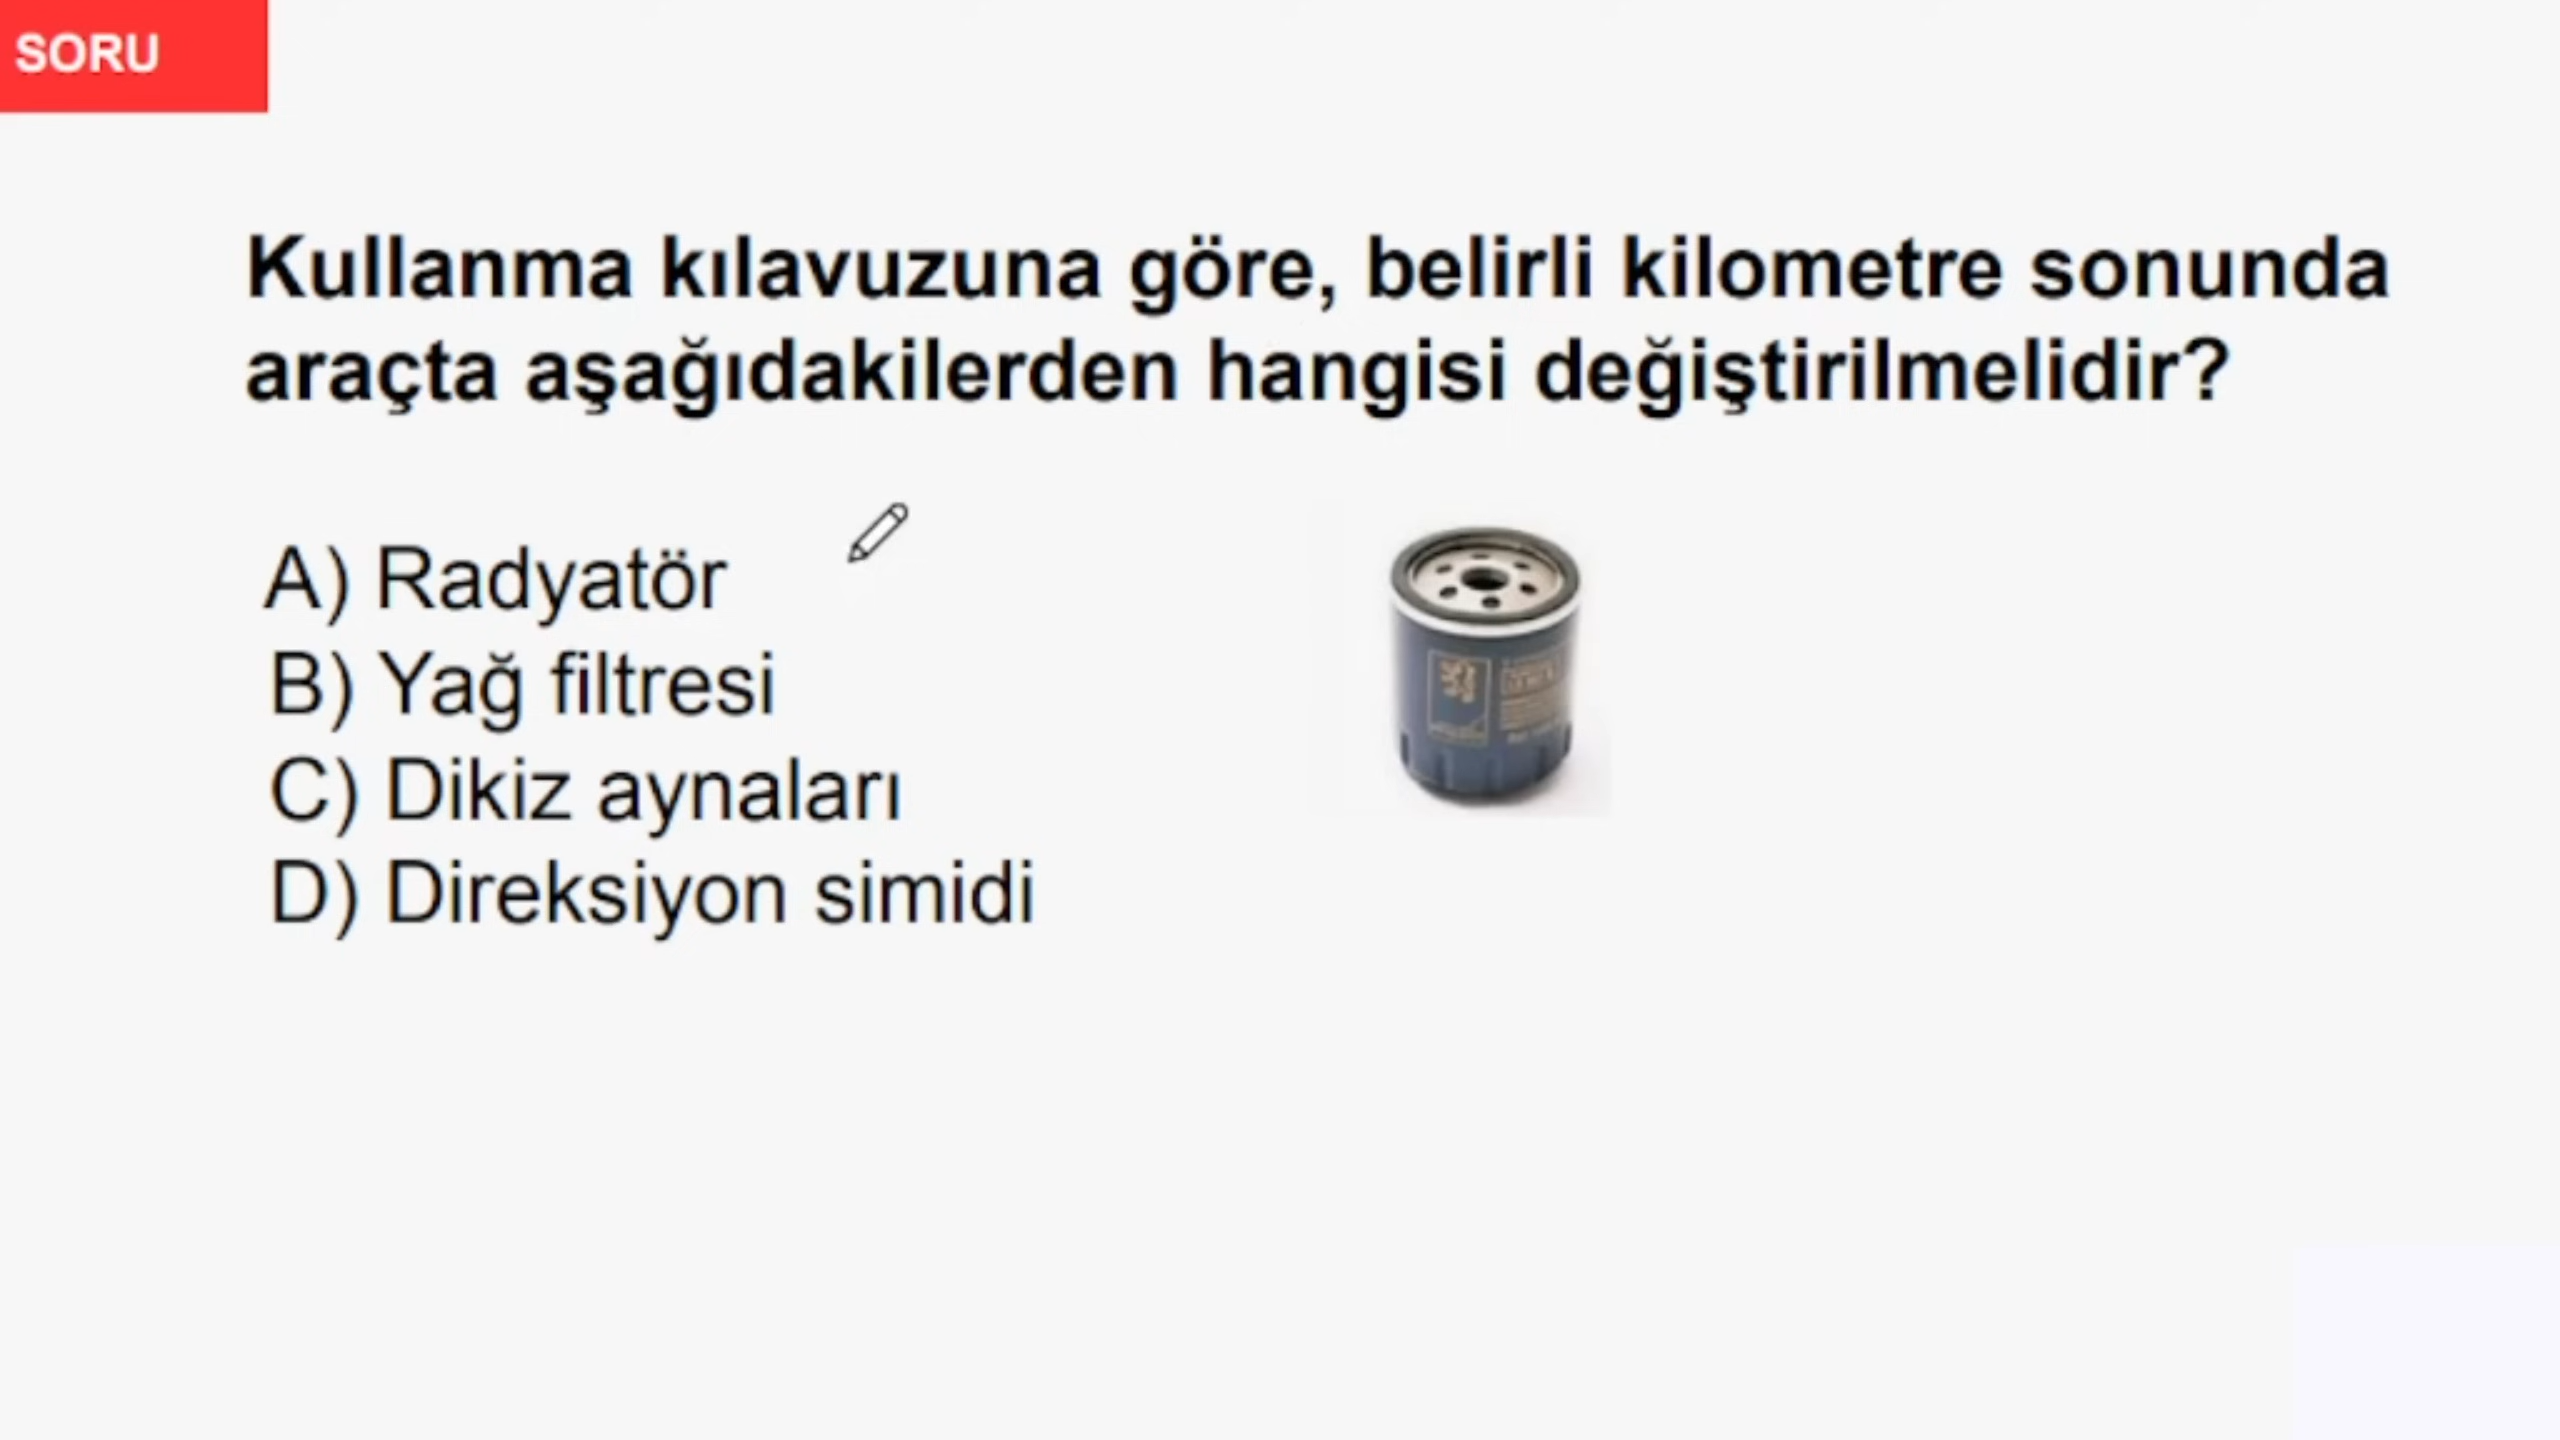 SORU
Kullanma kılavuzuna göre, belirli kilometre sonunda
araçta aşağıdakilerden hangisi değiştirilmelidir?
A) Radyatör
B) Yağ filtresi
C) Dikiz aynaları
D) Direksiyon simidi